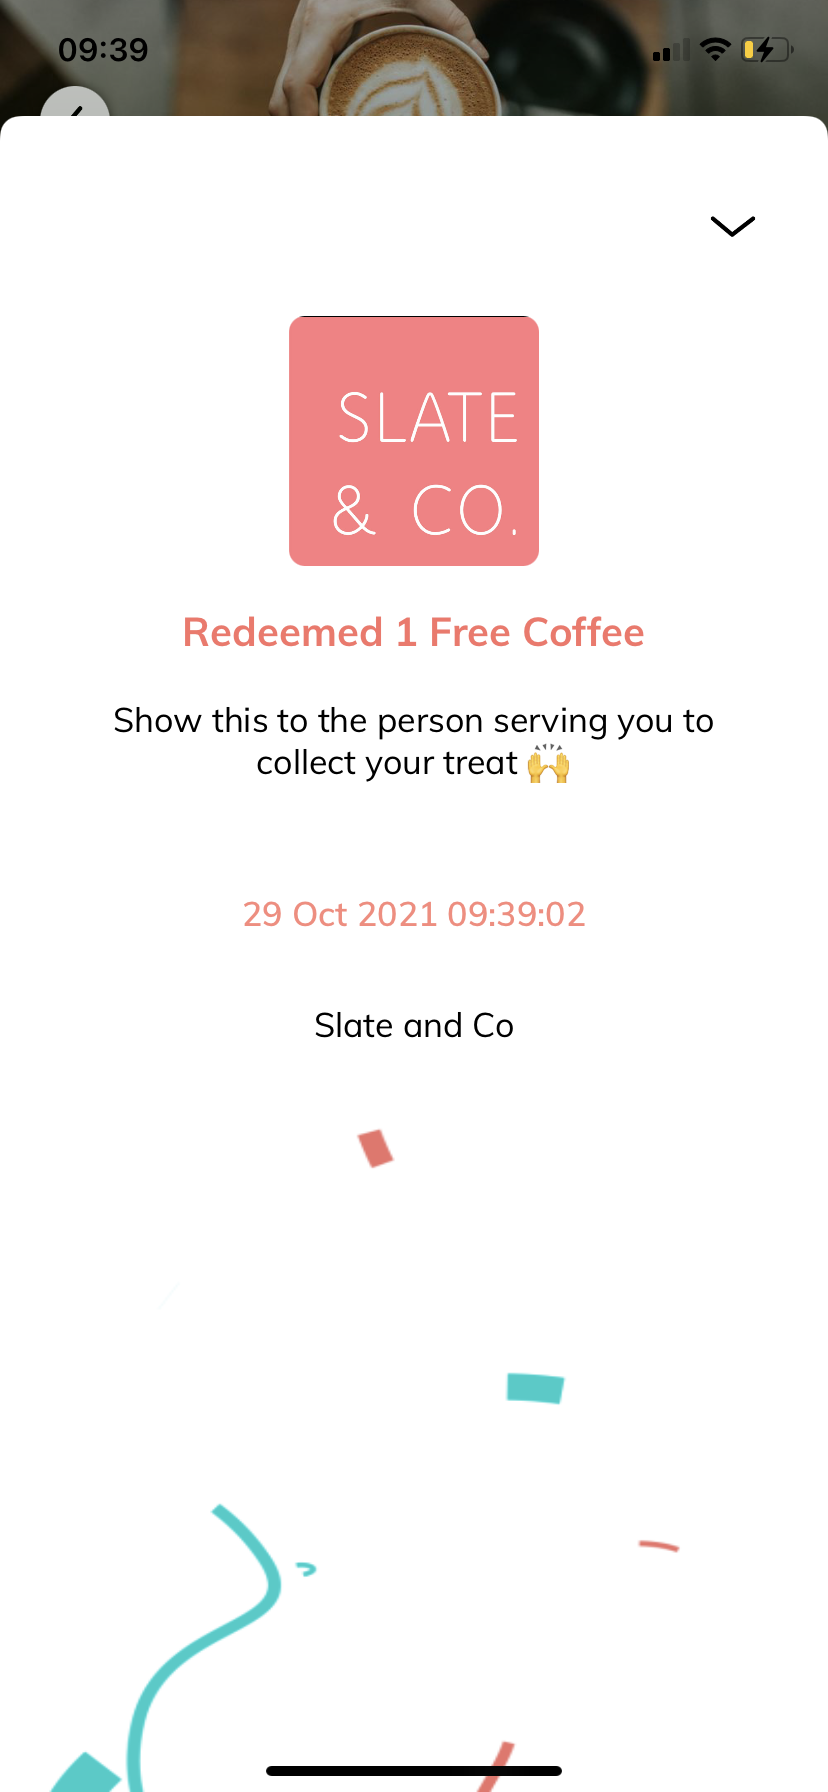 09:39
SLATE
& CO.
Redeemed 1 Free Coffee
Show this to the person serving you to
collect your treat 🙌
29 Oct 2021 09:39:02
Slate and Co